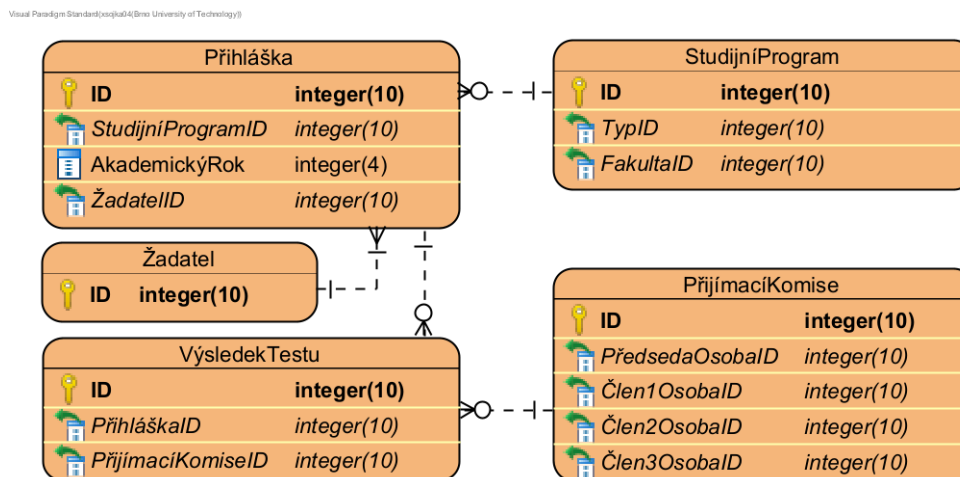 Visual Paradigm Standard(xsojka04(Brno University of Technology))
Přihláška
ID integer(10)
StudijníProgramID integer(10)
AkademickýRok integer(4)
ŽadatelID integer(10)
StudijníProgram
ID integer(10)
TypID integer(10)
FakultaID integer(10)
Žadatel
ID integer(10)
VýsledekTestu
ID integer(10)
PřihláškaID integer(10)
PřijímacíKomiseID integer(10)
PřijímacíKomise
ID integer(10)
PředsedaOsobaID integer(10)
Člen1OsobaID integer(10)
Člen2OsobaID integer(10)
Člen3OsobaID integer(10)